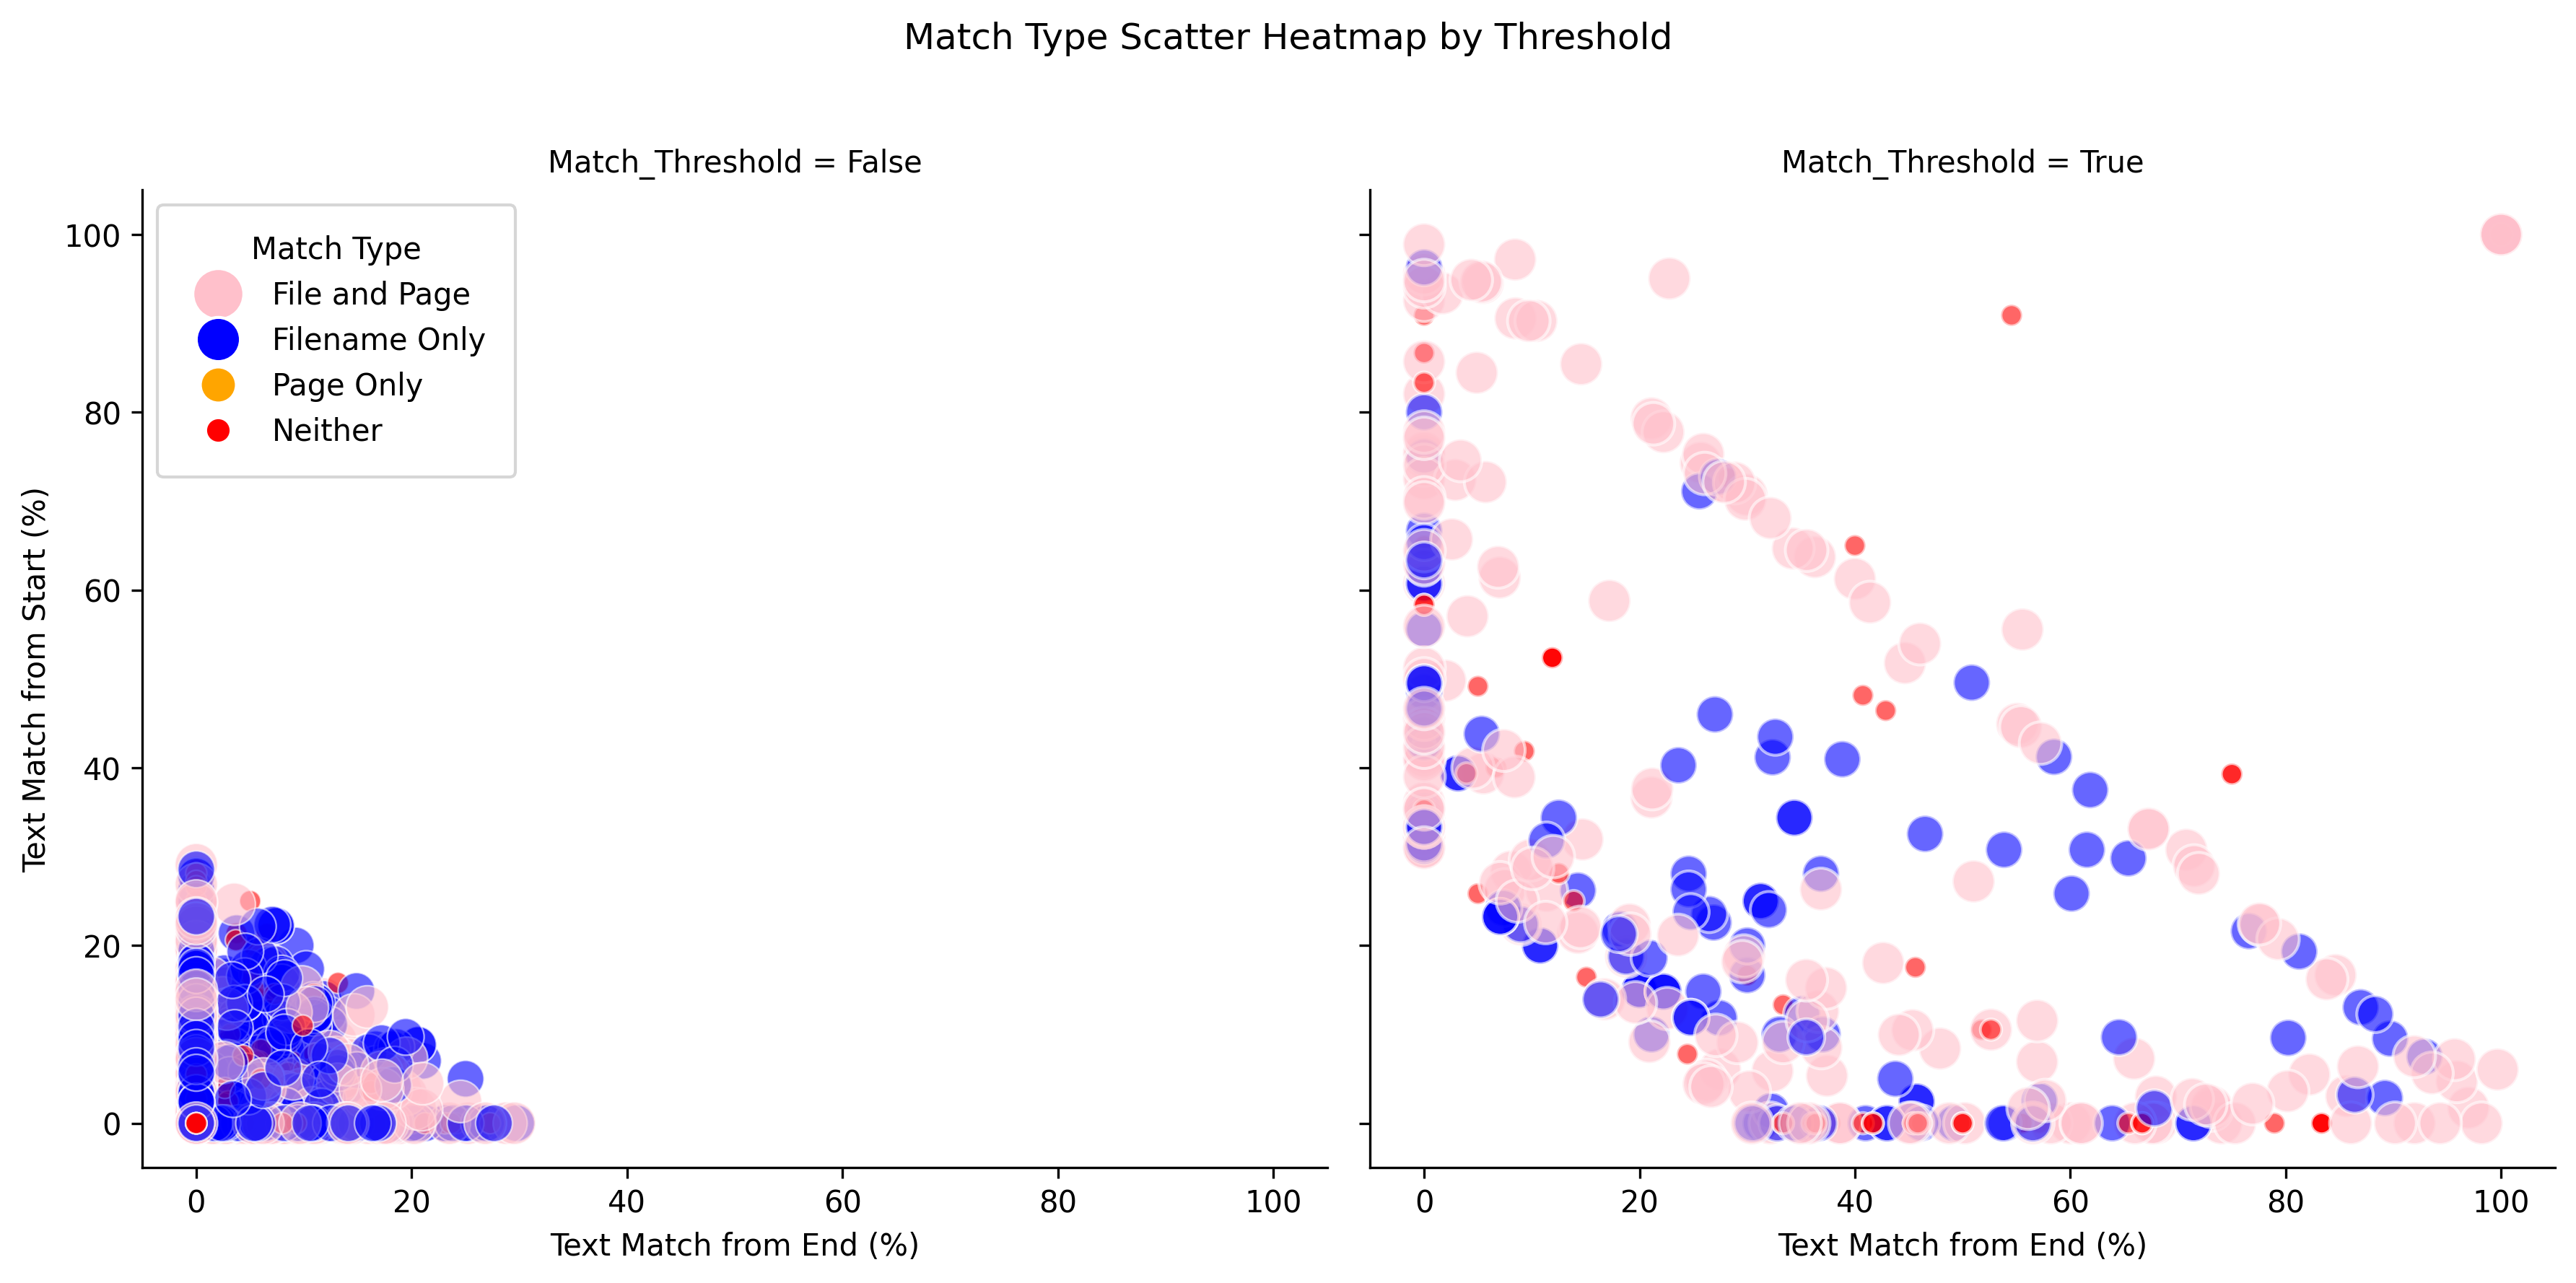 Match Type Scatter Heatmap by Threshold
Match_Threshold = False
Match_Threshold = True
Match Type
File and Page
Filename Only
Page Only
Neither
Text Match from Start (%)
100
80
60
40
20
0
0 20 40 60 80 100
0 20 40 60 80 100
Text Match from End (%)
Text Match from End (%)